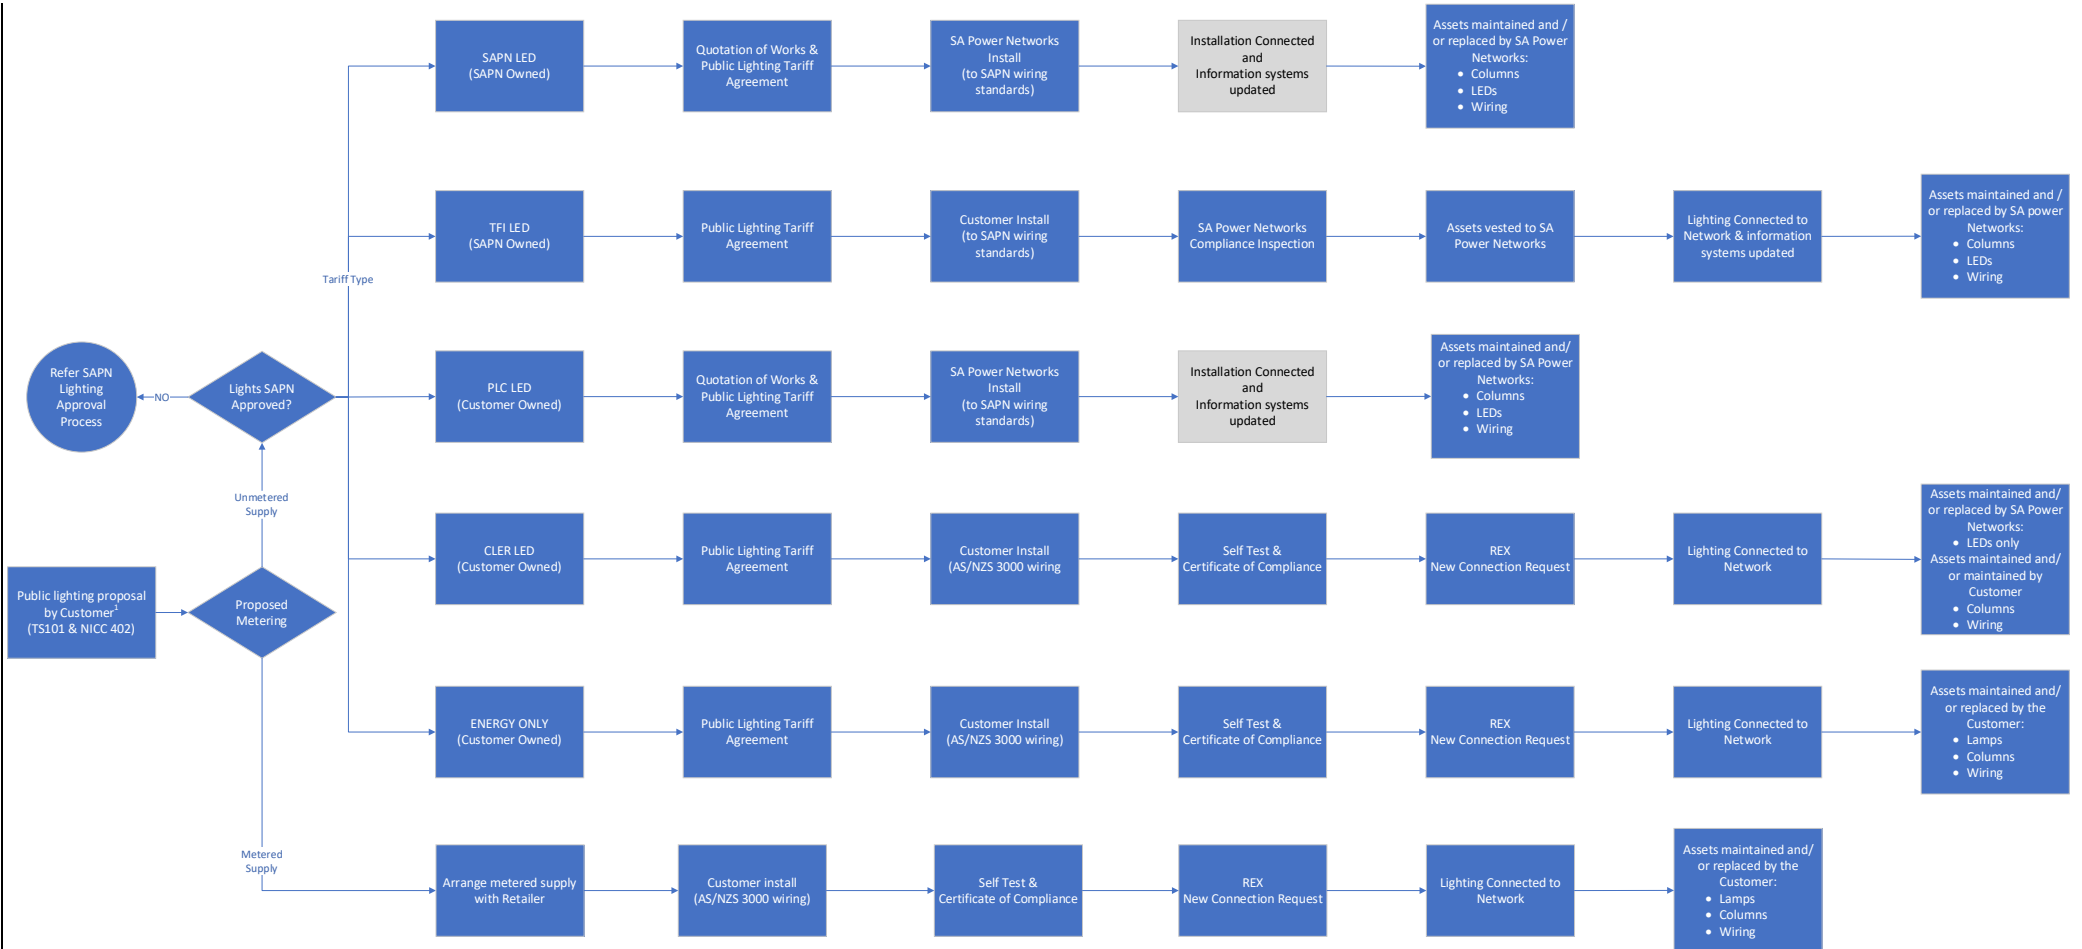 SAPN LED
(SAPN Owned)
Quotation of Works &
Public Lighting Tariff
Agreement
SA Power Networks
Install
(to SAPN wiring
standards)
Installation Connected
and
Information systems
updated
Assets maintained and /
or replaced by SA Power
Networks:
• Columns
• LEDs
• Wiring
TFI LED
(SAPN Owned)
Public Lighting Tariff
Agreement
Customer Install
(to SAPN wiring
standards)
SA Power Networks
Compliance Inspection
Assets vested to SA
Power Networks
Lighting Connected to
Network & information
systems updated
Assets maintained and /
or replaced by SA power
Networks:
• Columns
• LEDs
• Wiring
Tariff Type
Refer SAPN
Lighting
Approval
Process
NO
Lights SAPN
Approved?
PLC LED
(Customer Owned)
Quotation of Works &
Public Lighting Tariff
Agreement
SA Power Networks
Install
(to SAPN wiring
standards)
Installation Connected
and
Information systems
updated
Assets maintained and/
or replaced by SA Power
Networks:
• Columns
• LEDs
• Wiring
Unmetered
Supply
CLER LED
(Customer Owned)
Public Lighting Tariff
Agreement
Customer Install
(AS/NZS 3000 wiring
Self Test &
Certificate of Compliance
REX
New Connection Request
Lighting Connected to
Network
Assets maintained and/
or replaced by SA Power
Networks:
• LEDs only
Assets maintained and/
or maintained by
Customer
• Columns
• Wiring
Public lighting proposal
by Customer¹
(TS101 & NICC 402)
Proposed
Metering
ENERGY ONLY
(Customer Owned)
Public Lighting Tariff
Agreement
Customer Install
(AS/NZS 3000 wiring)
Self Test &
Certificate of Compliance
REX
New Connection Request
Lighting Connected to
Network
Assets maintained and/
or replaced by the
Customer:
• Lamps
• Columns
• Wiring
Metered
Supply
Arrange metered supply
with Retailer
Customer install
(AS/NZS 3000 wiring)
Self Test &
Certificate of Compliance
REX
New Connection Request
Lighting Connected to
Network
Assets maintained and/
or replaced by the
Customer:
• Lamps
• Columns
• Wiring